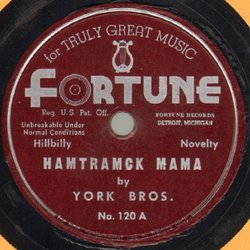 for TRULY GREAT MUSIC
FORTUNE
Reg. U.S. Pat. Off.
FORTUNE RECORDS
DETROIT, MICHIGAN
Unbreakable Under
Normal Conditions
Hillbilly
Novelty
HAMTRAMCK MAMA
by
YORK BROS.
No. 120 A